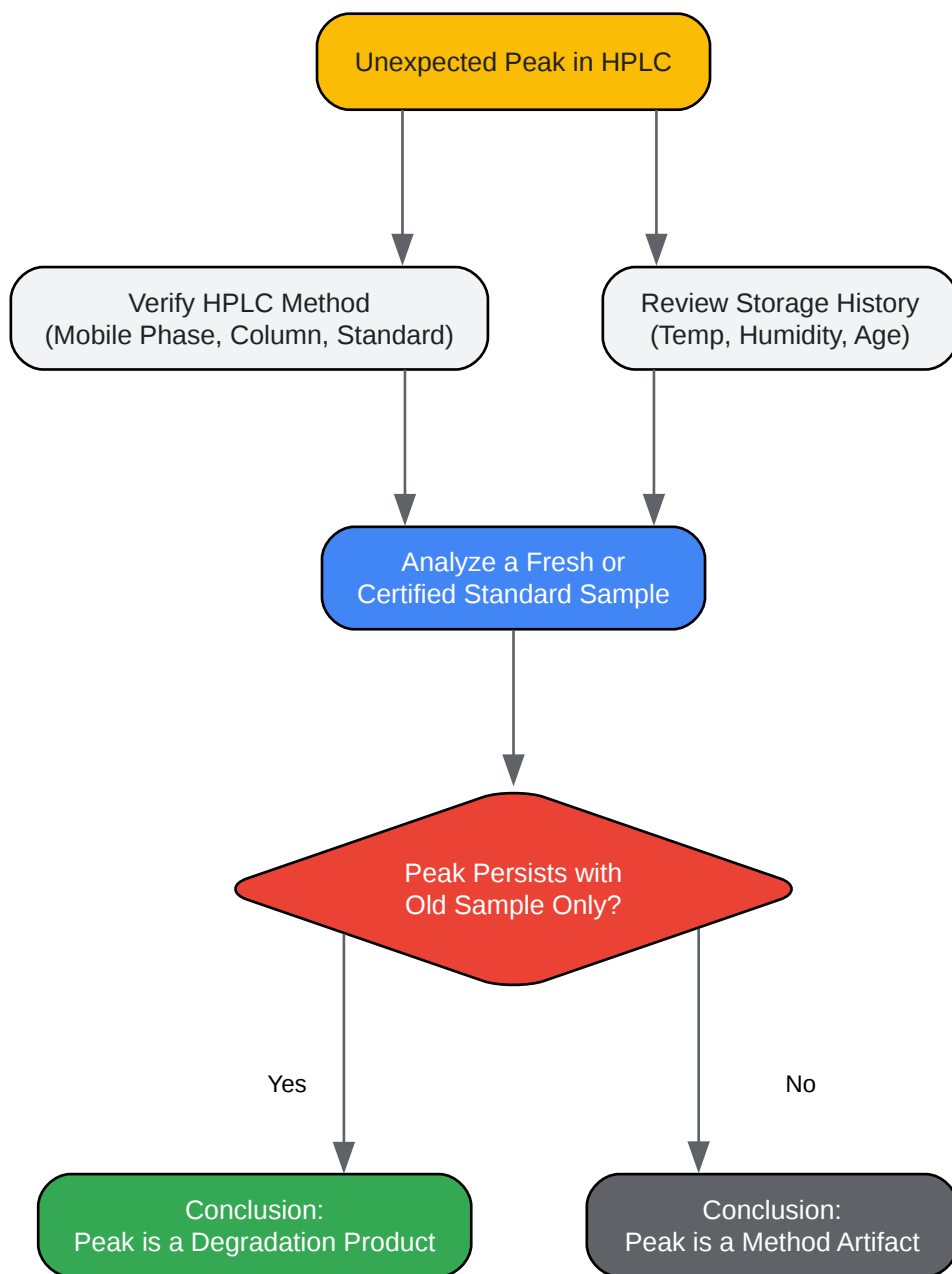 Unexpected Peak in HPLC
Verify HPLC Method
(Mobile Phase, Column, Standard)
Review Storage History
(Temp, Humidity, Age)
Analyze a Fresh or
Certified Standard Sample
Peak Persists with
Old Sample Only?
Yes
No
Conclusion:
Peak is a Degradation Product
Conclusion:
Peak is a Method Artifact